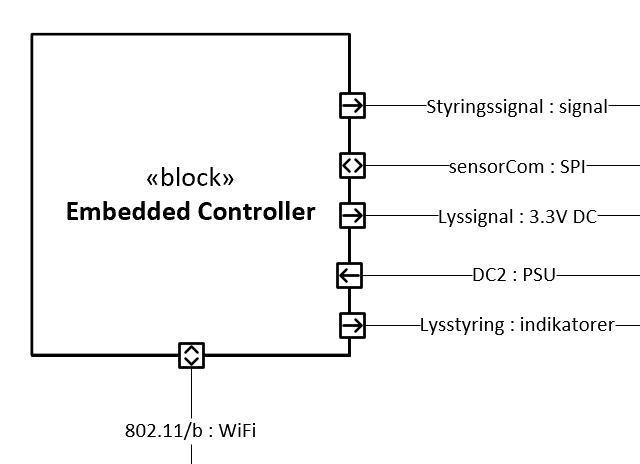 «block»
Embedded Controller
Styringssignal : signal
sensorCom : SPI
Lyssignal : 3.3V DC
DC2 : PSU
Lysstyring : indikatorer
802.11/b : WiFi